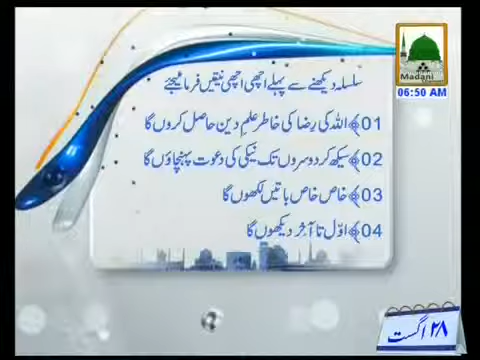 Madani
06:50 AM
سلسلہ دیکھنے سے پہلے اچھی اچھی نیتیں فرما لیجئے
01﴿ اللہ کی رضا کی خاطر علمِ دین حاصل کروں گا
02﴿ سیکھ کر دوسروں تک نیکی کی دعوت پہنچاؤں گا
03﴿ خاص خاص باتیں لکھوں گا
04﴿ اوّل تا آخر دیکھوں گا
۲۸ اگست